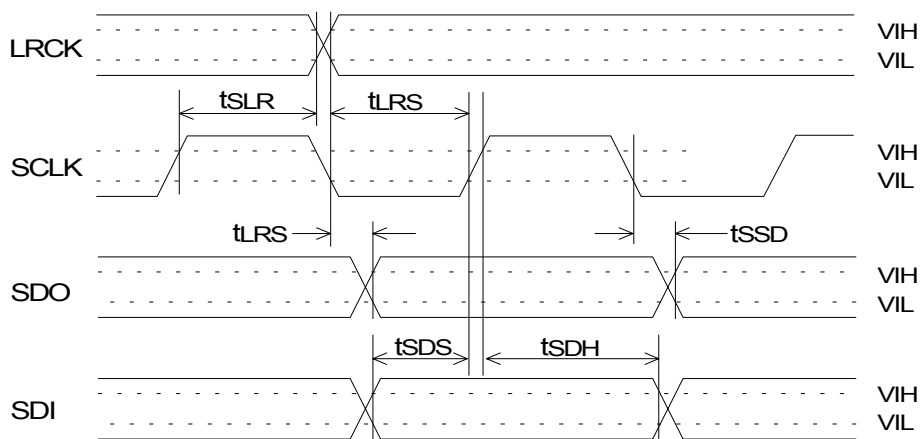 LRCK VIH
VIL
tSLR tLRS
SCLK VIH
VIL
tLRS tSSD
SDO VIH
VIL
tSDS tSDH
SDI VIH
VIL